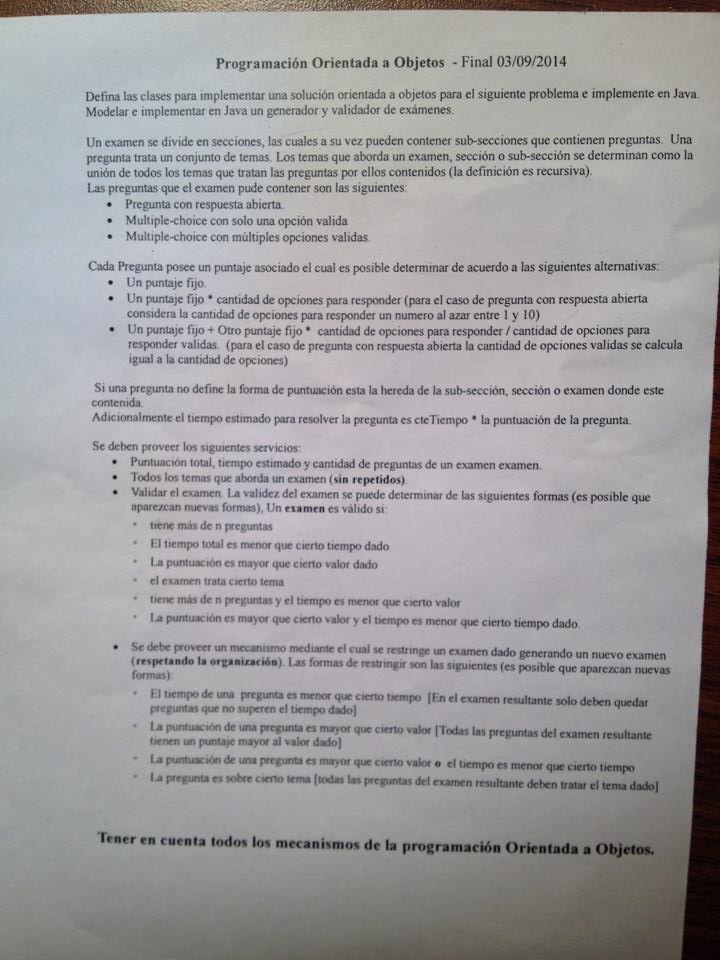 Programación Orientada a Objetos - Final 03/09/2014
Defina las clases para implementar una solución orientada a objetos para el siguiente problema e implemente en Java.
Modelar e implementar en Java un generador y validador de exámenes.
Un examen se divide en secciones, las cuales a su vez pueden contener sub-secciones que contienen preguntas. Una
pregunta trata un conjunto de temas. Los temas que aborda un examen, sección o sub-sección se determinan como la
unión de todos los temas que tratan las preguntas por ellos contenidos (la definición es recursiva).
Las preguntas que el examen pude contener son las siguientes:
• Pregunta con respuesta abierta.
• Multiple-choice con solo una opción valida
• Multiple-choice con múltiples opciones validas.
Cada Pregunta posee un puntaje asociado el cual es posible determinar de acuerdo a las siguientes alternativas:
• Un puntaje fijo.
• Un puntaje fijo * cantidad de opciones para responder (para el caso de pregunta con respuesta abierta
considera la cantidad de opciones para responder un numero al azar entre 1 y 10)
• Un puntaje fijo + Otro puntaje fijo * cantidad de opciones para responder / cantidad de opciones para
responder validas. (para el caso de pregunta con respuesta abierta la cantidad de opciones validas se calcula
igual a la cantidad de opciones)
Si una pregunta no define la forma de puntuación esta la hereda de la sub-sección, sección o examen donde este
contenida.
Adicionalmente el tiempo estimado para resolver la pregunta es cteTiempo * la puntuación de la pregunta.
Se deben proveer los siguientes servicios:
• Puntuación total, tiempo estimado y cantidad de preguntas de un examen examen.
• Todos los temas que aborda un examen (sin repetidos).
• Validar el examen. La validez del examen se puede determinar de las siguientes formas (es posible que
aparezcan nuevas formas), Un examen es válido si:
* tiene más de n preguntas
* El tiempo total es menor que cierto tiempo dado
* La puntuación es mayor que cierto valor dado
* el examen trata cierto tema
* tiene más de n preguntas y el tiempo es menor que cierto valor
* La puntuación es mayor que cierto valor y el tiempo es menor que cierto tiempo dado.
• Se debe proveer un mecanismo mediante el cual se restringe un examen dado generando un nuevo examen
(respetando la organización). Las formas de restringir son las siguientes (es posible que aparezcan nuevas
formas):
* El tiempo de una pregunta es menor que cierto tiempo [En el examen resultante solo deben quedar
preguntas que no superen el tiempo dado]
* La puntuación de una pregunta es mayor que cierto valor [Todas las preguntas del examen resultante
tienen un puntaje mayor al valor dado]
* La puntuación de una pregunta es mayor que cierto valor o el tiempo es menor que cierto tiempo
* La pregunta es sobre cierto tema [todas las preguntas del examen resultante deben tratar el tema dado]
Tener en cuenta todos los mecanismos de la programación Orientada a Objetos.